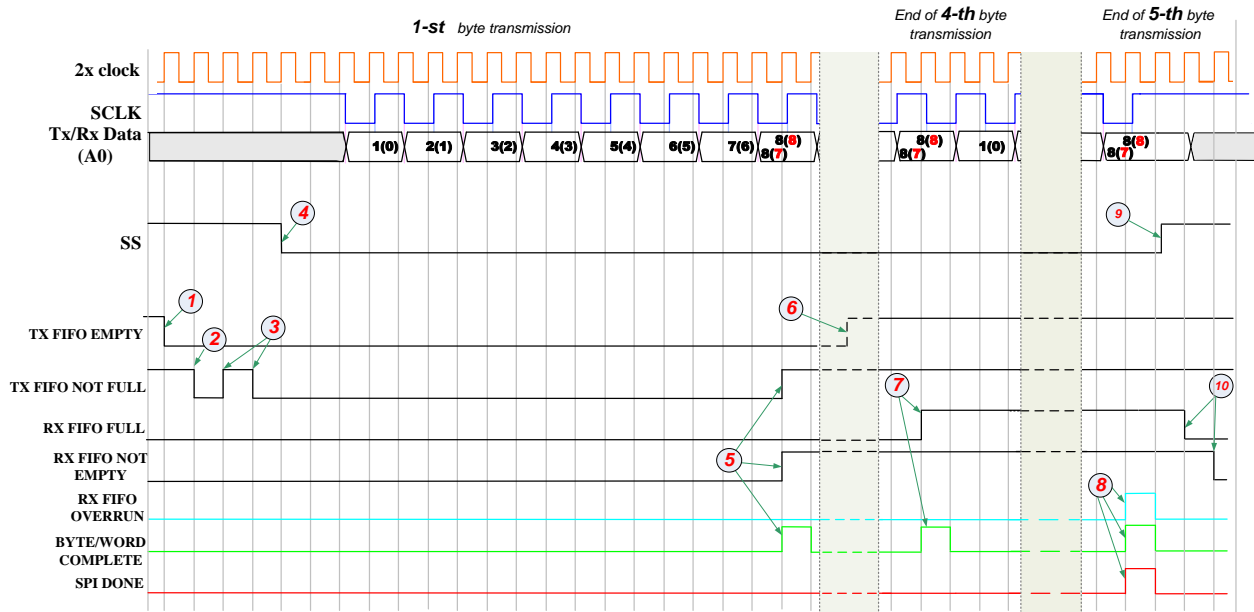 1-st byte transmission
End of 4-th byte
transmission
End of 5-th byte
transmission
2x clock
SCLK
Tx/Rx Data
(A0)
1(0)
2(1)
3(2)
4(3)
5(4)
6(5)
7(6)
8(8)
8(7)
8(8)
8(7)
1(0)
8(8)
8(7)
4
9
SS
1
6
2
3
TX FIFO EMPTY
TX FIFO NOT FULL
7
10
RX FIFO FULL
5
RX FIFO NOT
EMPTY
8
RX FIFO
OVERRUN
BYTE/WORD
COMPLETE
SPI DONE